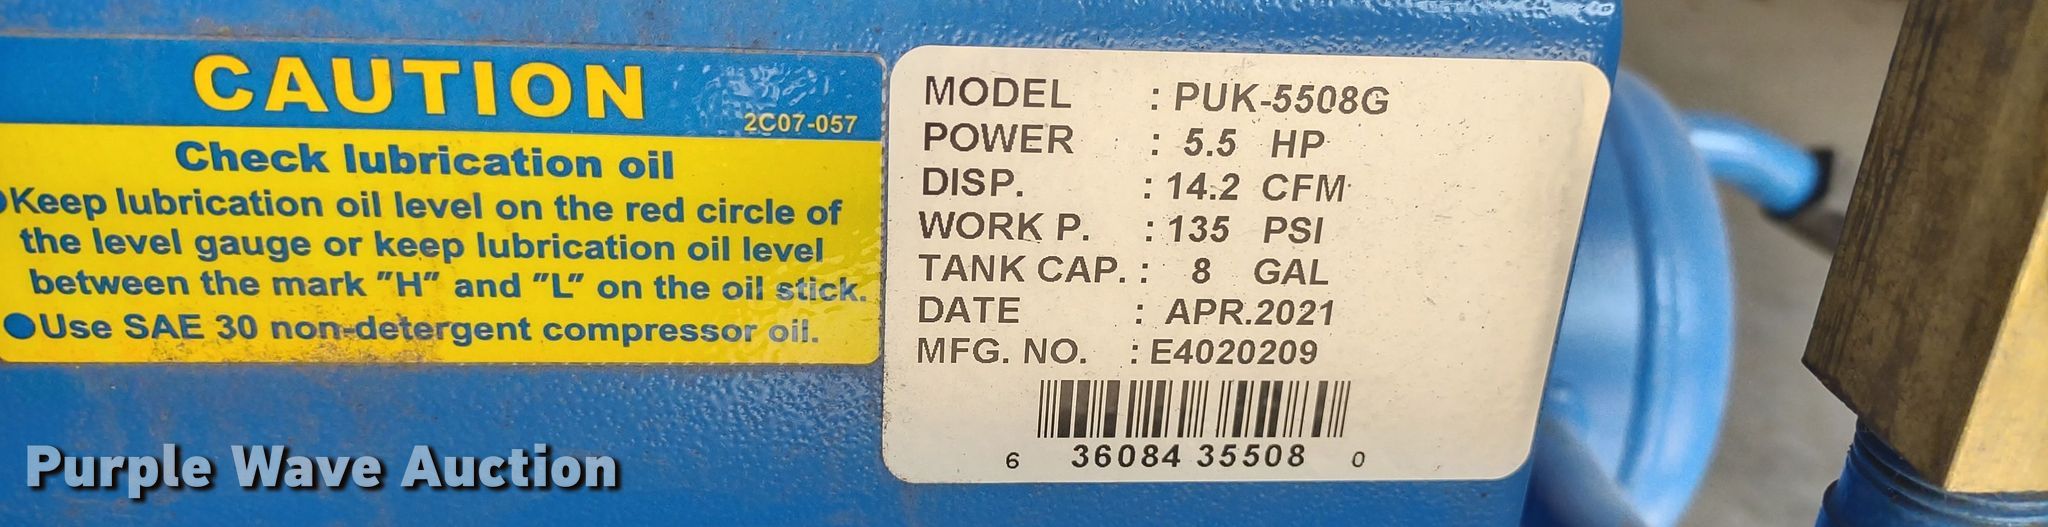 CAUTION
2C07-057
Check lubrication oil
●Keep lubrication oil level on the red circle of
the level gauge or keep lubrication oil level
between the mark "H" and "L" on the oil stick.
●Use SAE 30 non-detergent compressor oil.
MODEL : PUK-5508G
POWER : 5.5 HP
DISP. : 14.2 CFM
WORK P. : 135 PSI
TANK CAP. : 8 GAL
DATE : APR.2021
MFG. NO. : E4020209
6 36084 35508 0
Purple Wave Auction